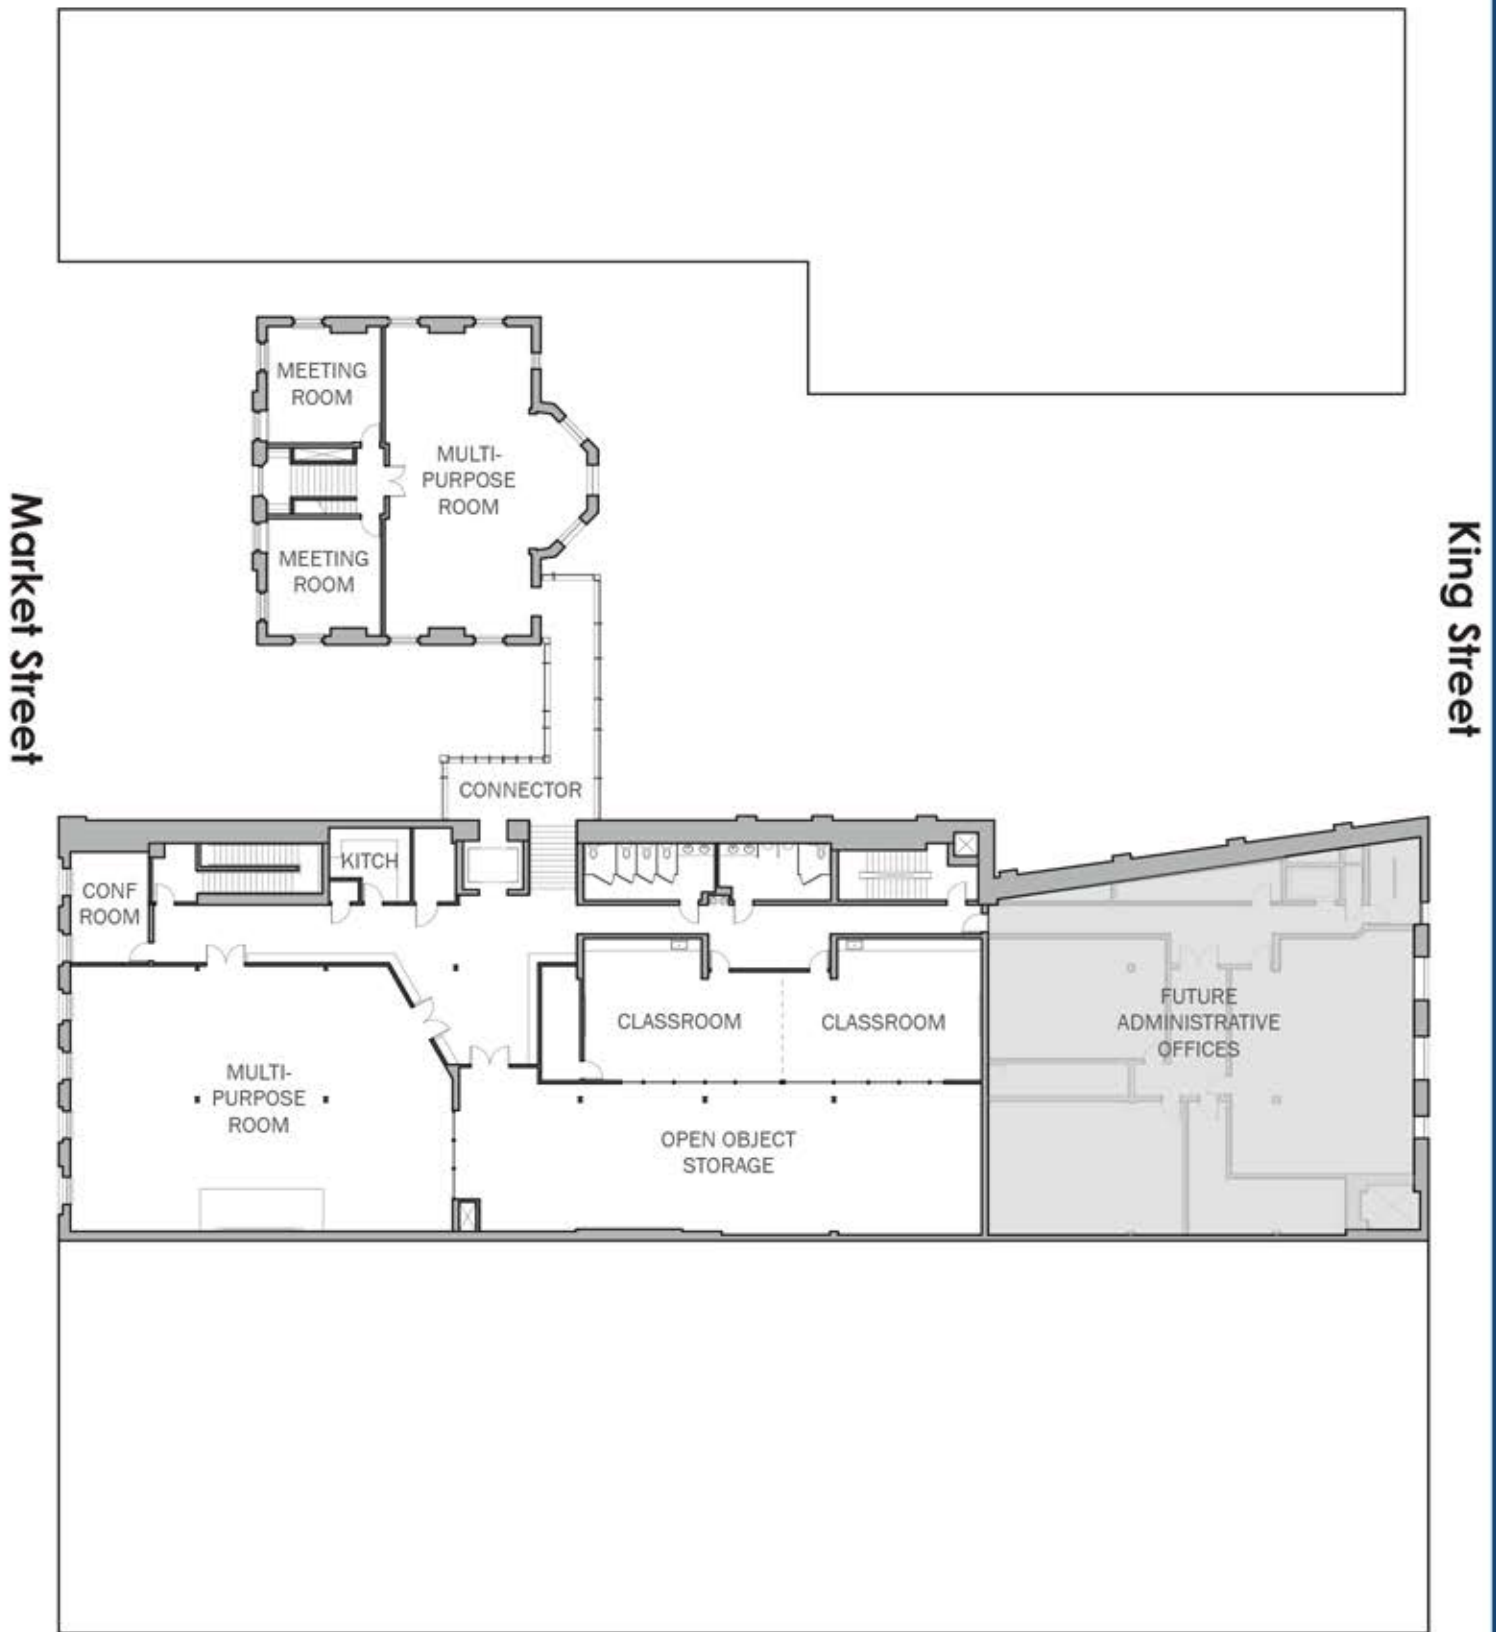 MEETING
ROOM
MULTI-
PURPOSE
ROOM
MEETING
ROOM
Market Street
King Street
CONNECTOR
KITCH
CONF
ROOM
CLASSROOM
CLASSROOM
FUTURE
ADMINISTRATIVE
OFFICES
MULTI-
PURPOSE
ROOM
OPEN OBJECT
STORAGE